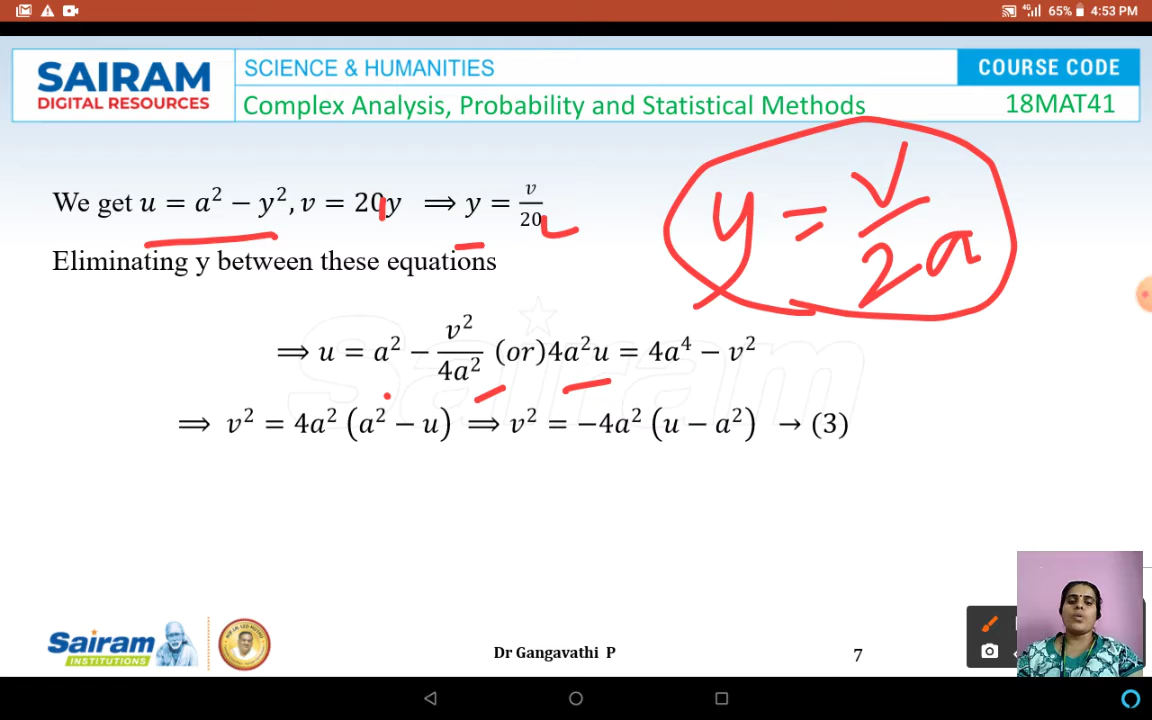 65% 4:53 PM
SAIRAM
DIGITAL RESOURCES
SCIENCE & HUMANITIES
COURSE CODE
Complex Analysis, Probability and Statistical Methods
18MAT41
We get u = a² − y², v = 20y ⟹ y = v/20
y = v/2a
Eliminating y between these equations
⟹ u = a² − v²/4a² (or) 4a²u = 4a⁴ − v²
⟹ v² = 4a² (a² − u) ⟹ v² = −4a² (u − a²) → (3)
Sairam
Sairam
INSTITUTIONS
Dr Gangavathi P
7